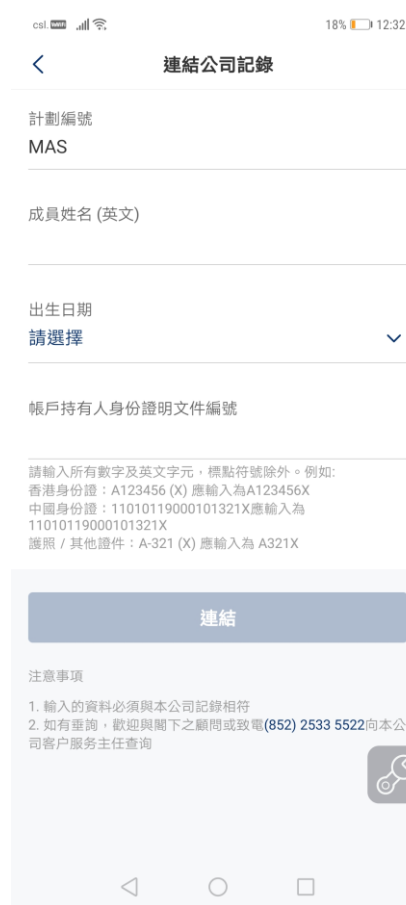 csl. 18% 12:32
連結公司記錄
計劃編號
MAS
成員姓名 (英文)
出生日期
請選擇
帳戶持有人身份證明文件編號
請輸入所有數字及英文字元，標點符號除外。例如:
香港身份證：A123456 (X) 應輸入為A123456X
中國身份證：11010119000101321X應輸入為
11010119000101321X
護照 / 其他證件：A-321 (X) 應輸入為 A321X
連結
注意事項
1. 輸入的資料必須與本公司記錄相符
2. 如有垂詢，歡迎與閣下之顧問或致電(852) 2533 5522向本公
司客户服务主任查询